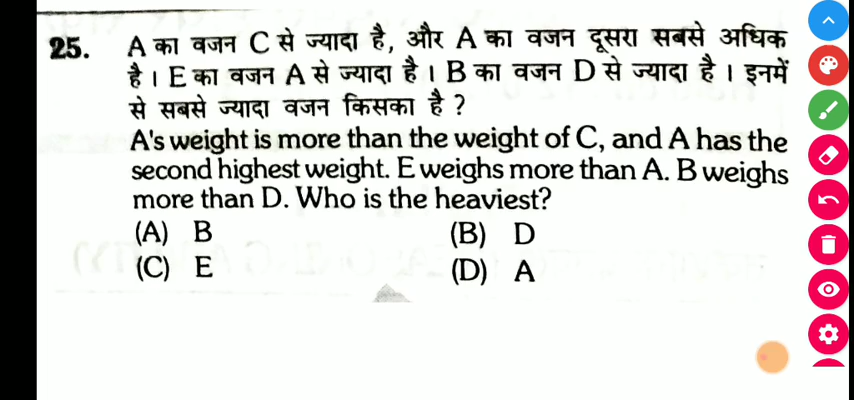 25. A का वजन C से ज्यादा है, और A का वजन दूसरा सबसे अधिक
है। E का वजन A से ज्यादा है। B का वजन D से ज्यादा है। इनमें
से सबसे ज्यादा वजन किसका है ?
A's weight is more than the weight of C, and A has the
second highest weight. E weighs more than A. B weighs
more than D. Who is the heaviest?
(A) B (B) D
(C) E (D) A